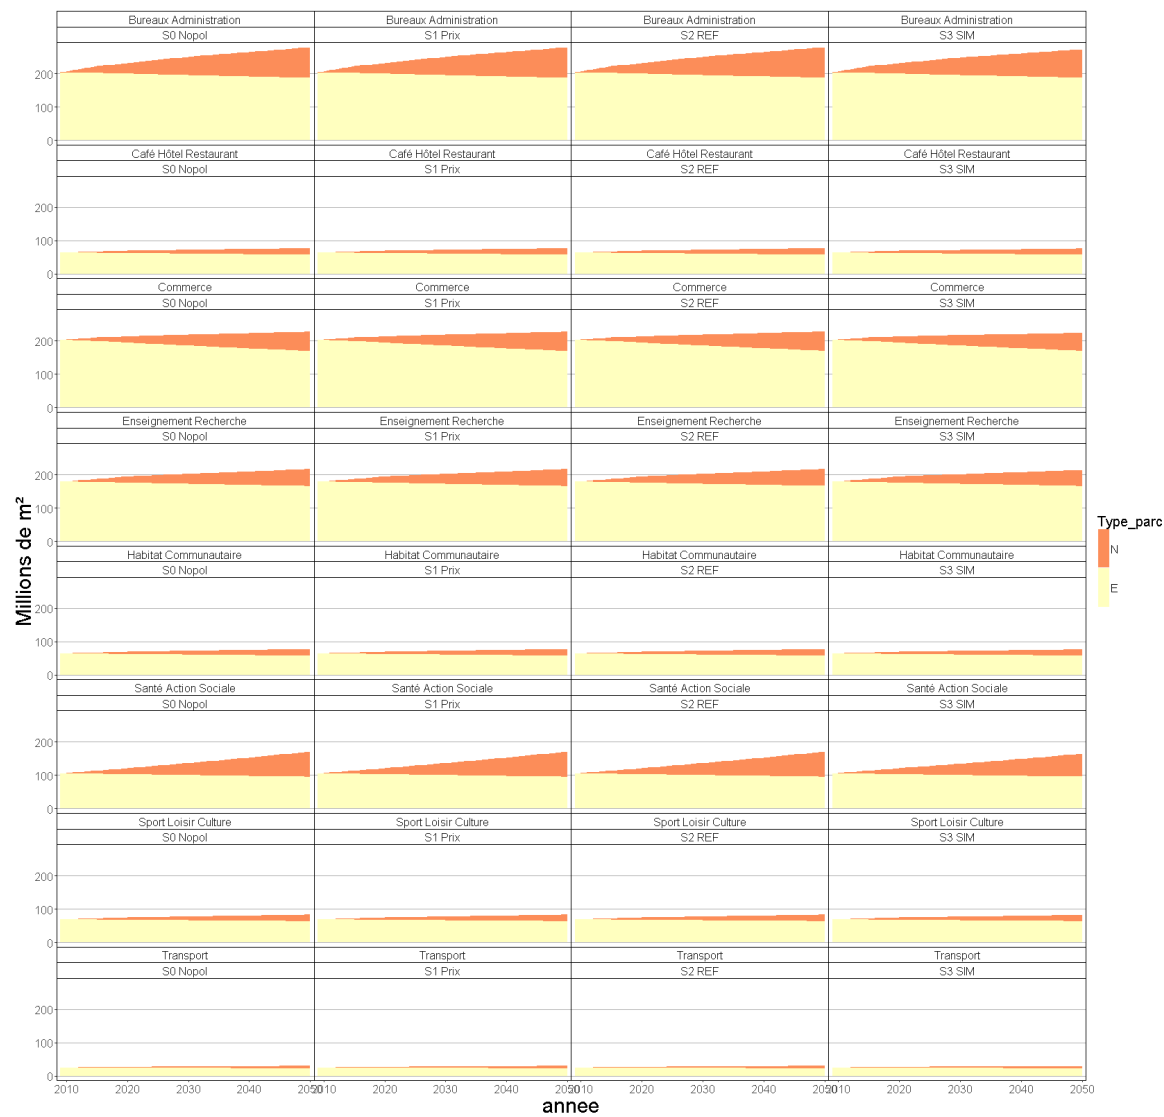 Bureaux Administration Bureaux Administration Bureaux Administration Bureaux Administration
S0 Nopol S1 Prix S2 REF S3 SIM
200
100
0
Café Hôtel Restaurant Café Hôtel Restaurant Café Hôtel Restaurant Café Hôtel Restaurant
S0 Nopol S1 Prix S2 REF S3 SIM
200
100
0
Commerce Commerce Commerce Commerce
S0 Nopol S1 Prix S2 REF S3 SIM
200
100
0
Enseignement Recherche Enseignement Recherche Enseignement Recherche Enseignement Recherche
S0 Nopol S1 Prix S2 REF S3 SIM
200
100
0
Habitat Communautaire Habitat Communautaire Habitat Communautaire Habitat Communautaire
S0 Nopol S1 Prix S2 REF S3 SIM
200
100
0
Santé Action Sociale Santé Action Sociale Santé Action Sociale Santé Action Sociale
S0 Nopol S1 Prix S2 REF S3 SIM
200
100
0
Sport Loisir Culture Sport Loisir Culture Sport Loisir Culture Sport Loisir Culture
S0 Nopol S1 Prix S2 REF S3 SIM
200
100
0
Transport Transport Transport Transport
S0 Nopol S1 Prix S2 REF S3 SIM
200
100
0
2010 2020 2030 2040 2050 2010 2020 2030 2040 2050 2010 2020 2030 2040 2050 2010 2020 2030 2040 2050
annee
Millions de m²
Type_parc
N
E